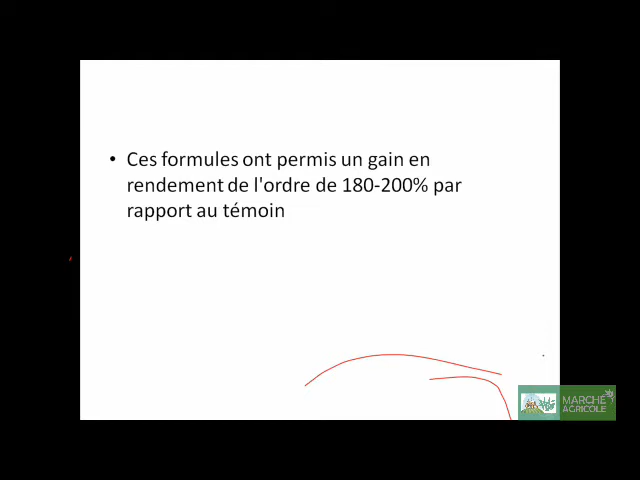 • Ces formules ont permis un gain en
rendement de l'ordre de 180-200% par
rapport au témoin
MARCHÉ
AGRICOLE